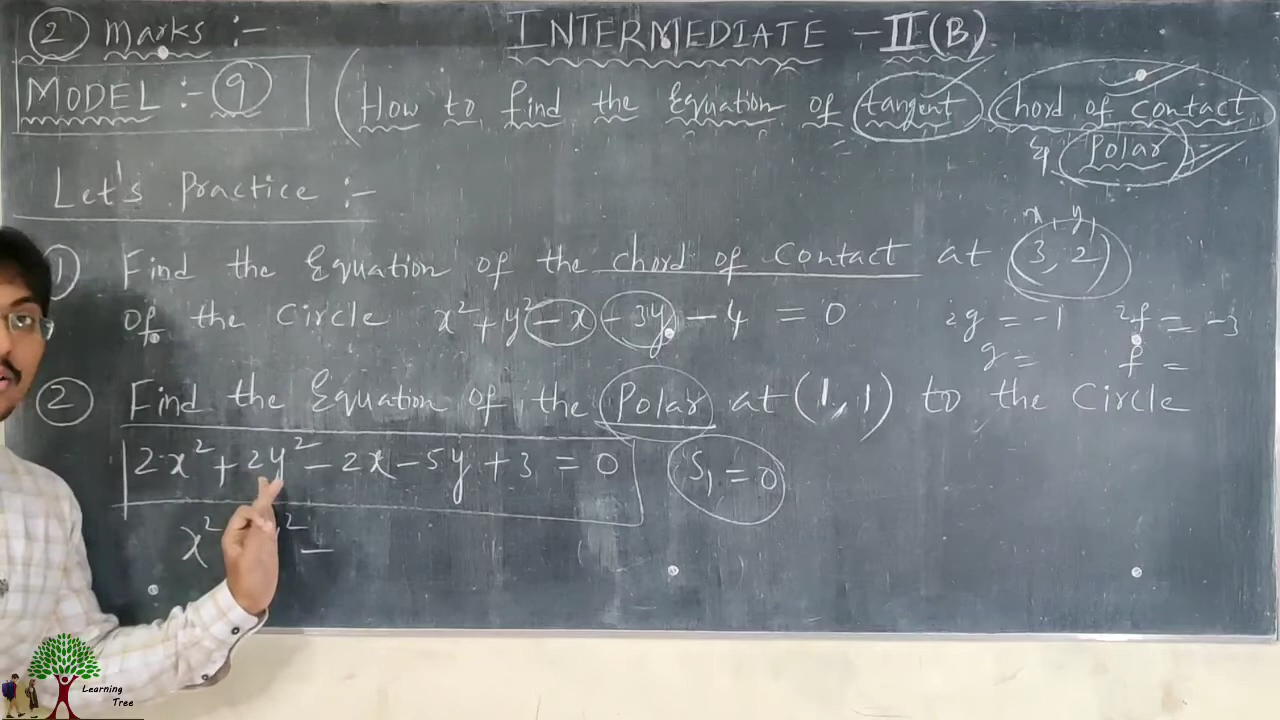 ② Marks :-
INTERMEDIATE - II (B)
MODEL :- ⑨ (How to find the Equation of tangent Chord of Contact
& Polar :-
Let's Practice :-
x, y
① Find the Equation of the chord of Contact at (3, 2)
of the Circle x² + y² - x - 3y - 4 = 0 2g = -1 2f = -3
g = f =
② Find the Equation of the Polar at (1, 1) to the Circle
2x² + 2y² - 2x - 5y + 3 = 0 S₁ = 0
x² ² -
Learning
Tree